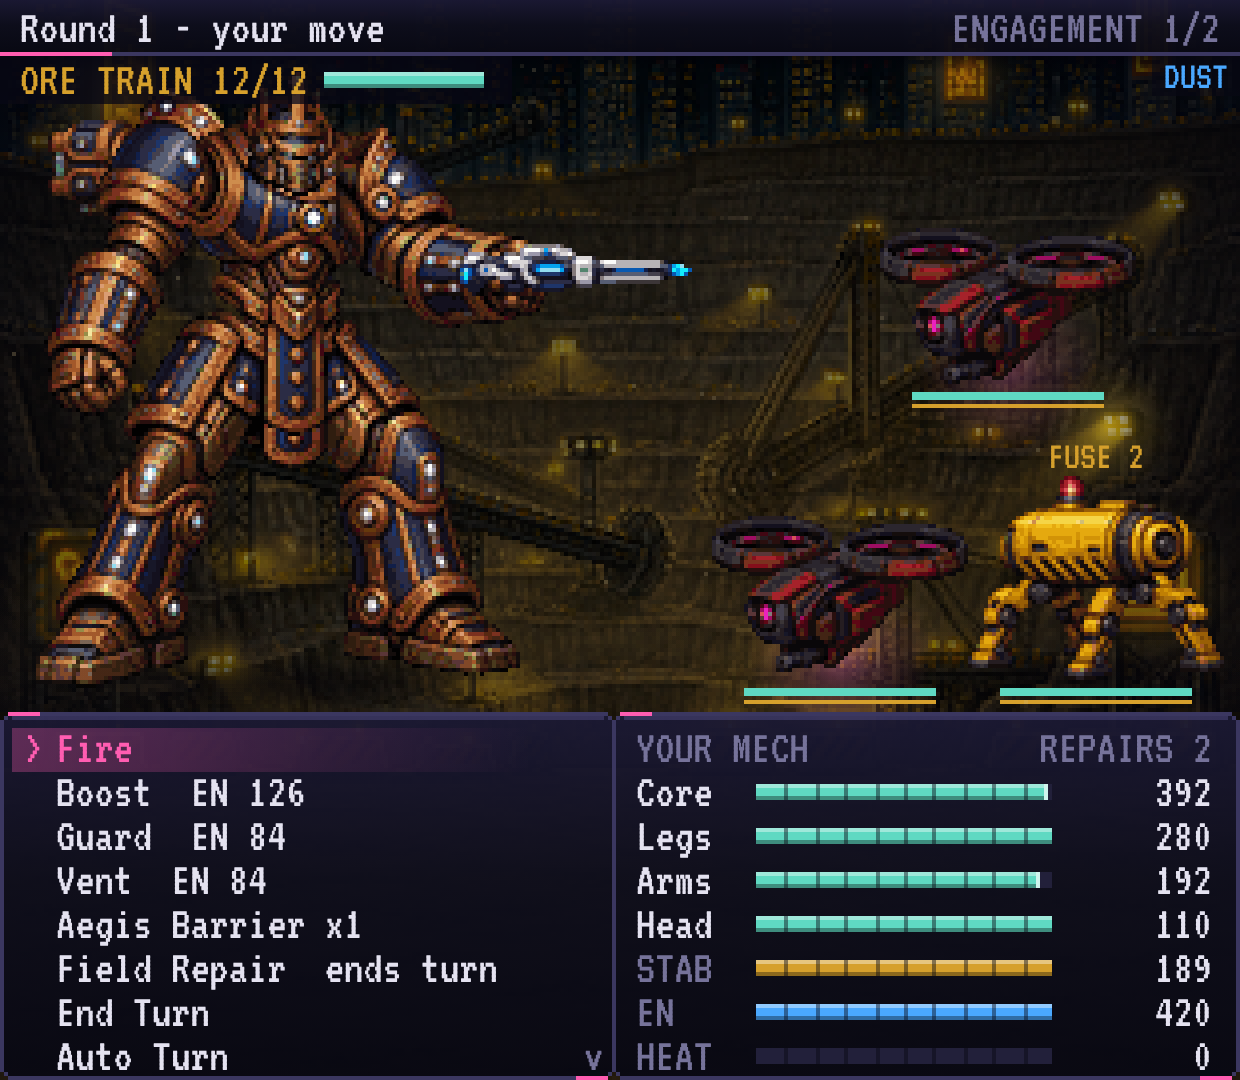 Round 1 - your move
ENGAGEMENT 1/2
ORE TRAIN 12/12
DUST
FUSE 2
> Fire
Boost EN 126
Guard EN 84
Vent EN 84
Aegis Barrier x1
Field Repair ends turn
End Turn
Auto Turn v
YOUR MECH REPAIRS 2
Core 392
Legs 280
Arms 192
Head 110
STAB 189
EN 420
HEAT 0